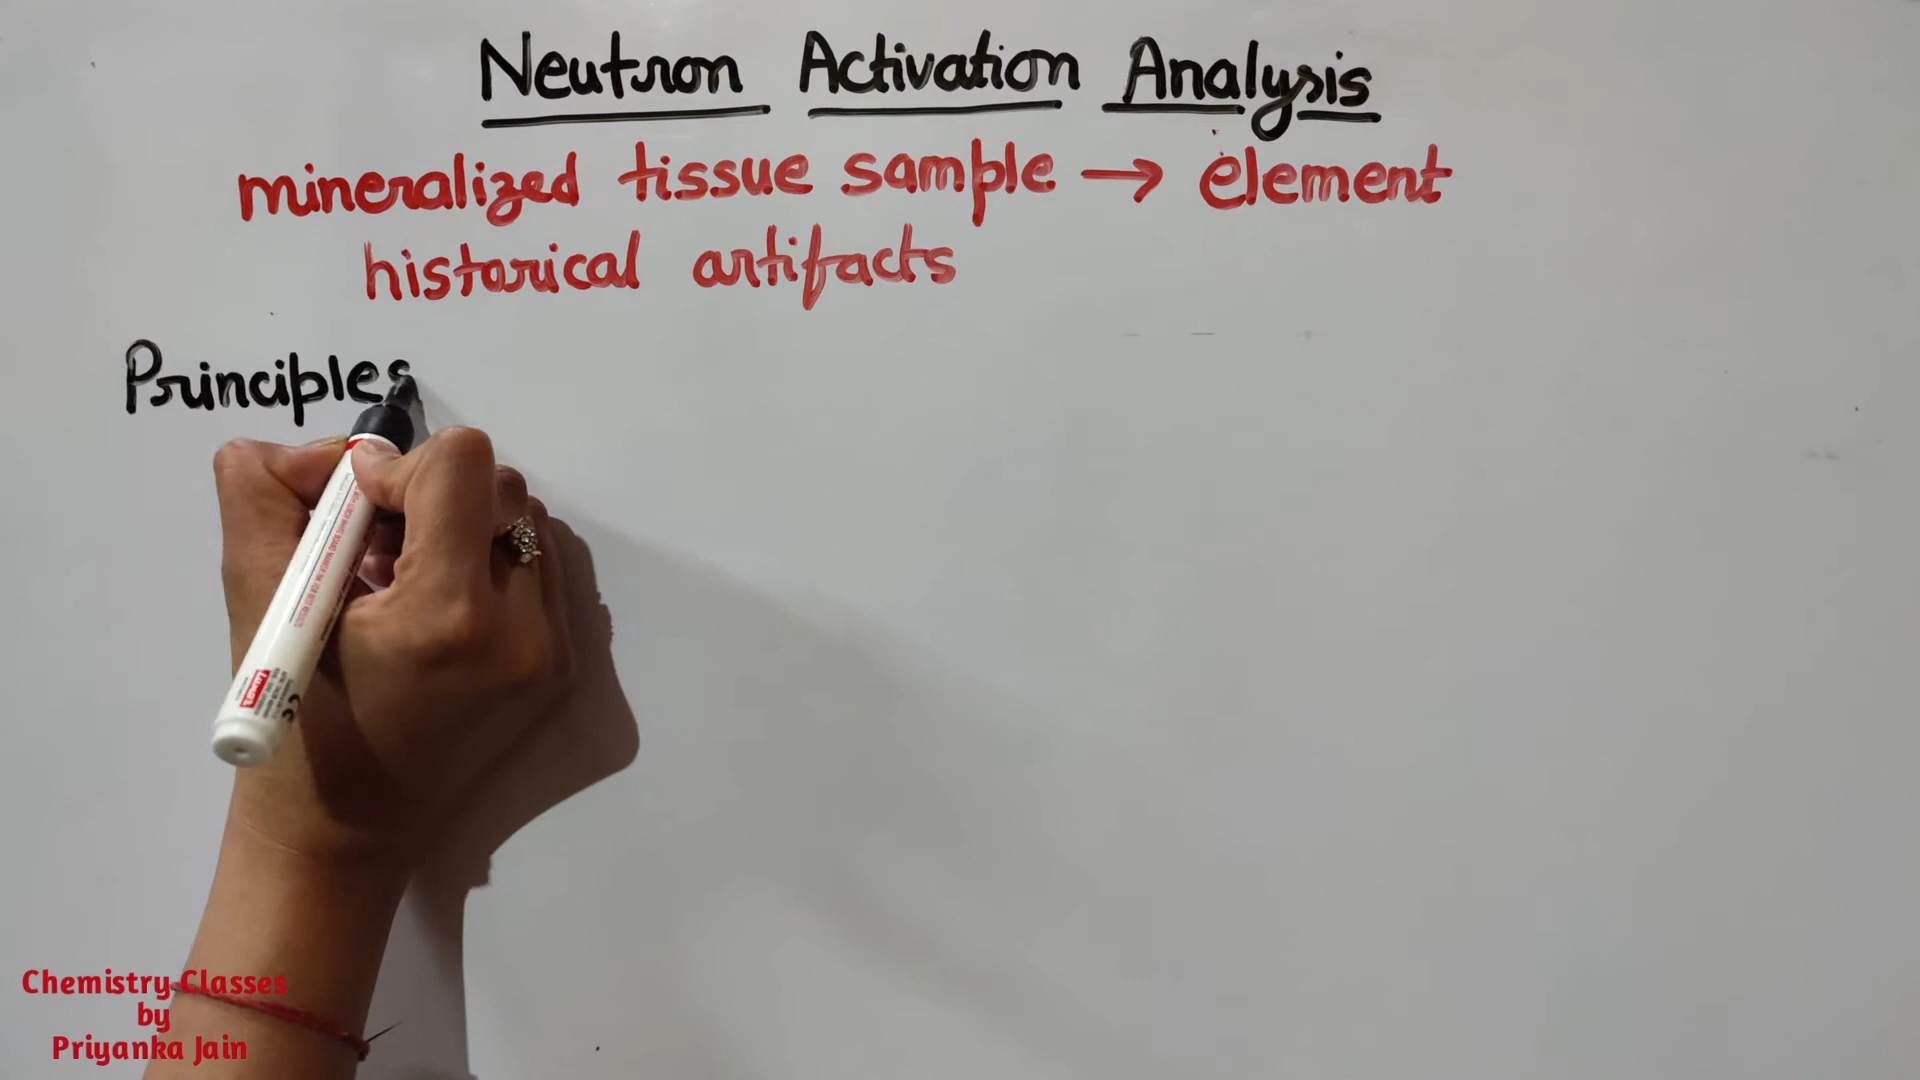 Neutron Activation Analysis
mineralized tissue sample → element
historical artifacts
Principles
Chemistry Classes
by
Priyanka Jain